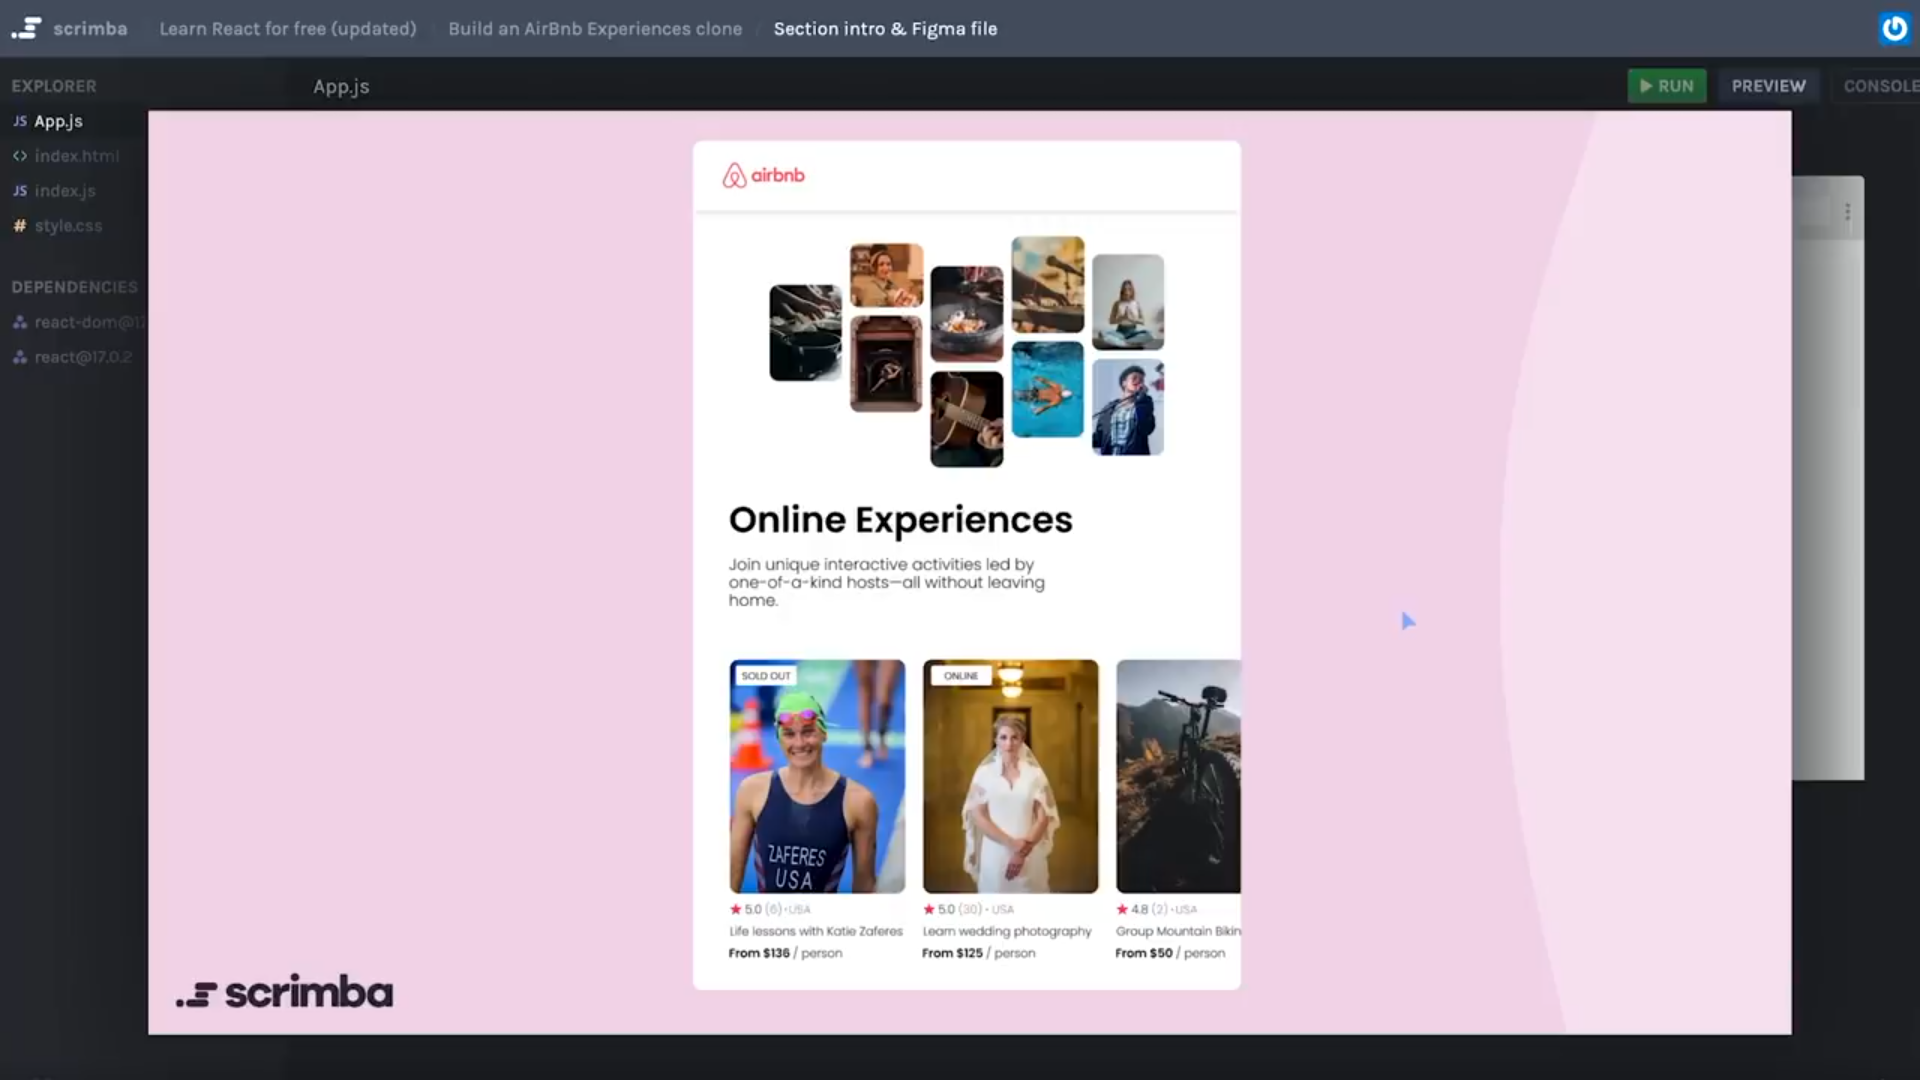 scrimba Learn React for free (updated) / Build an AirBnb Experiences clone / Section intro & Figma file
EXPLORER
App.js
RUN
PREVIEW
CONSOLE
JS App.js
<> index.html
JS index.js
# style.css
DEPENDENCIES
react-dom@17
react@17.0.2
airbnb
Online Experiences
Join unique interactive activities led by
one-of-a-kind hosts—all without leaving
home.
SOLD OUT
ZAFERES
USA
★ 5.0 (6) • USA
Life lessons with Katie Zaferes
From $136 / person
ONLINE
★ 5.0 (30) • USA
Learn wedding photography
From $125 / person
★ 4.8 (2) • USA
Group Mountain Bikin
From $50 / person
scrimba